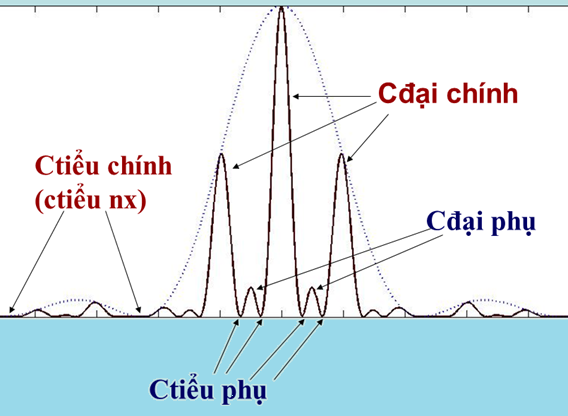 Cđại chính
Ctiểu chính
(ctiểu nx)
Cđại phụ
Ctiểu phụ